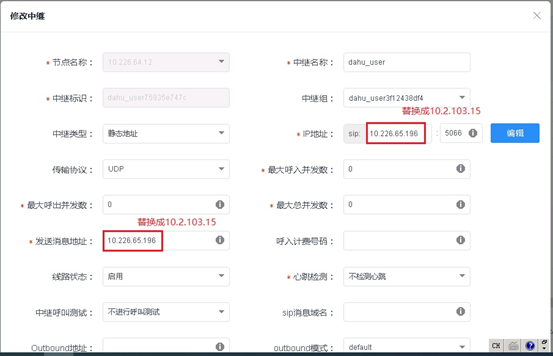 修改中继
* 节点名称： 10.226.64.12 * 中继名称： dahu_user
* 中继标识： dahu_user75935e747c 中继组： dahu_user3f12438df4
替换成10.2.103.15
中继类型： 静态地址 * IP地址： sip: 10.226.65.196 : 5066 编辑
传输协议： UDP * 最大呼入并发数： 0
* 最大呼出并发数： 0 * 最大总并发数： 0
替换成10.2.103.15
* 发送消息地址： 10.226.65.196 呼入计费号码：
线路状态： 启用 * 心跳检测： 不检测心跳
中继呼叫测试： 不进行呼叫测试 sip消息域名：
Outbound地址： outbound模式： default
CH